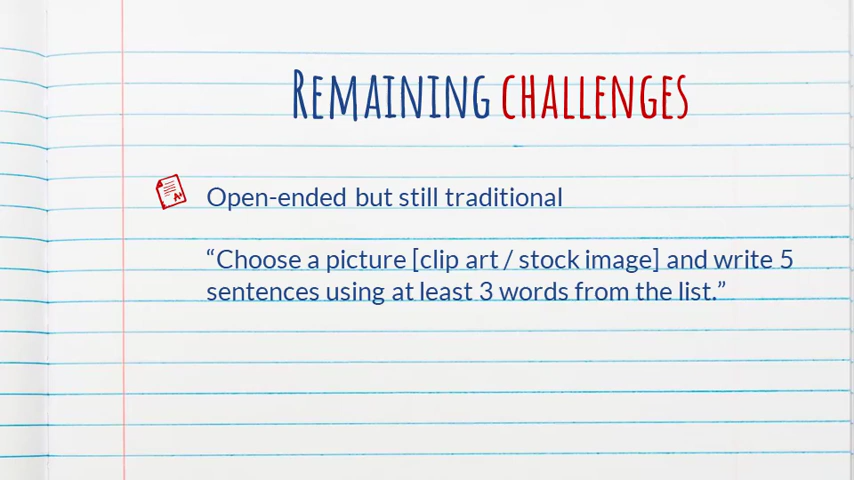 Remaining challenges
Open-ended but still traditional
“Choose a picture [clip art / stock image] and write 5
sentences using at least 3 words from the list.”